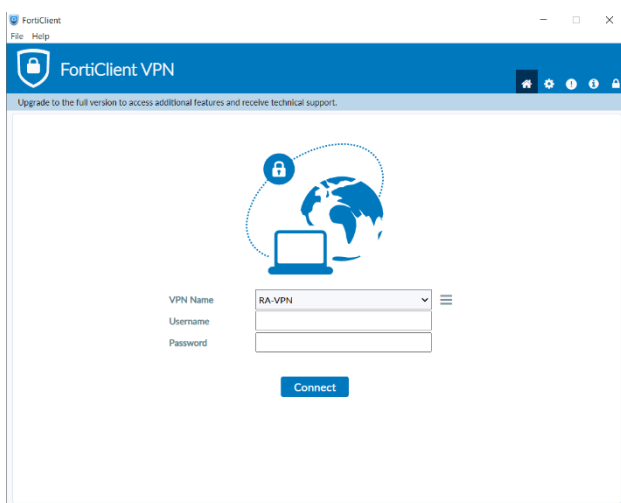 FortiClient
File Help
FortiClient VPN
Upgrade to the full version to access additional features and receive technical support.
VPN Name RA-VPN
Username
Password
Connect